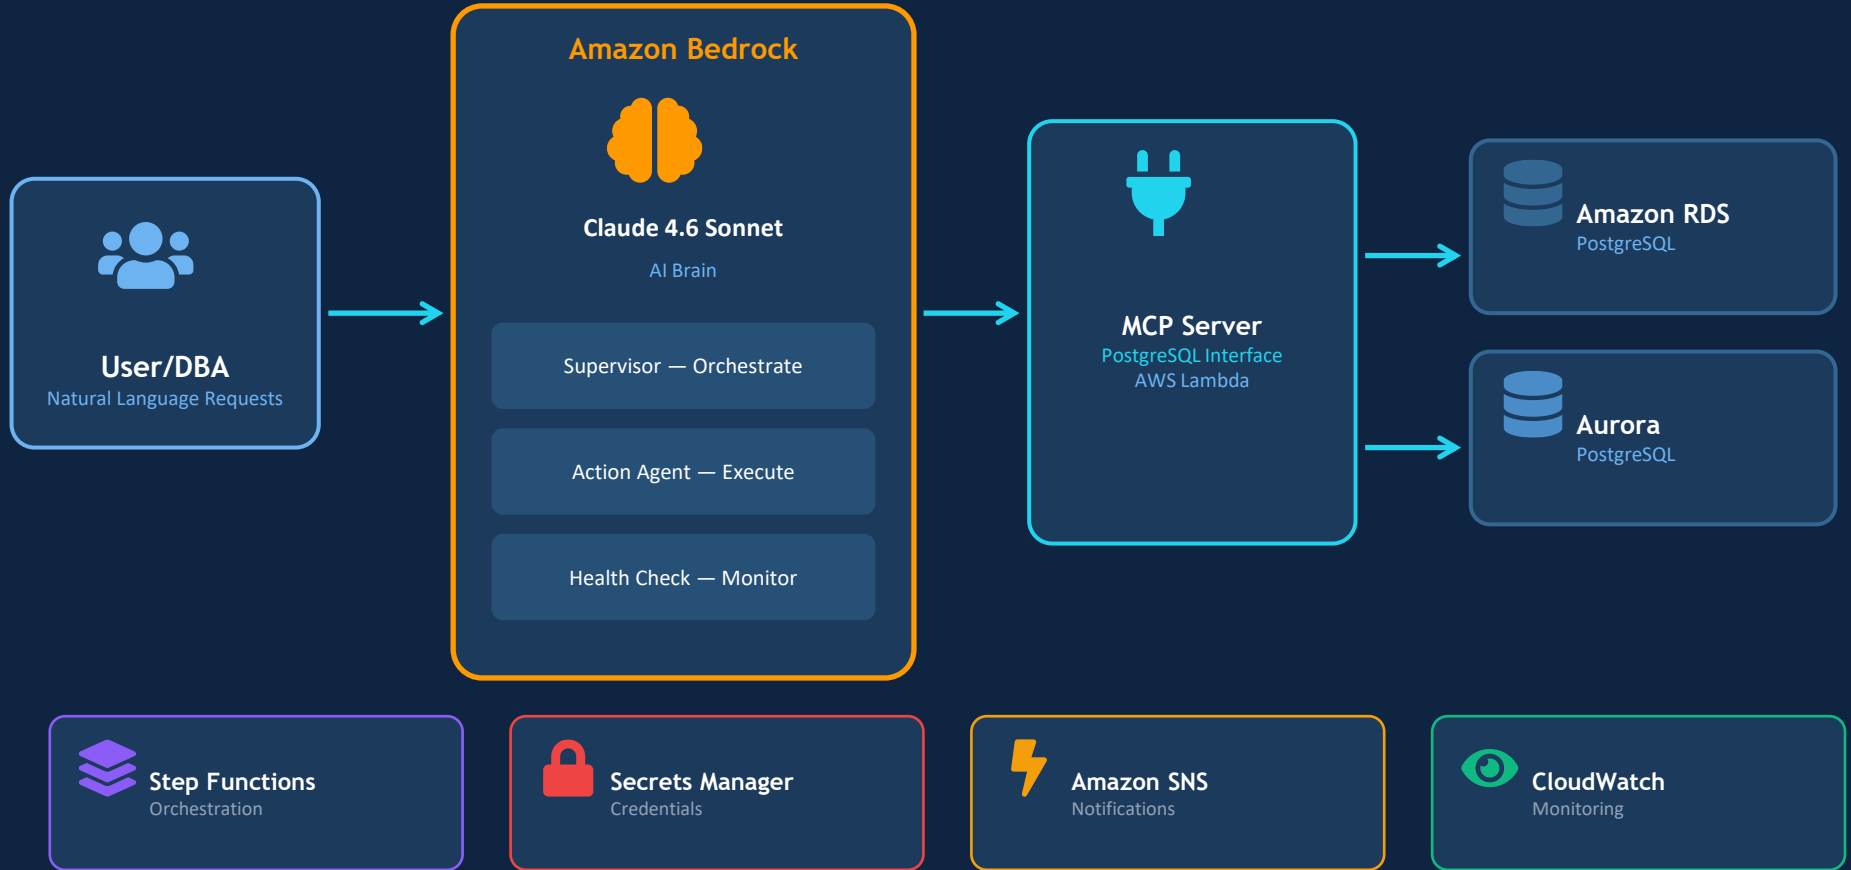 Amazon Bedrock
Claude 4.6 Sonnet
AI Brain
Supervisor — Orchestrate
Action Agent — Execute
Health Check — Monitor
User/DBA
Natural Language Requests
MCP Server
PostgreSQL Interface
AWS Lambda
Amazon RDS
PostgreSQL
Aurora
PostgreSQL
Step Functions
Orchestration
Secrets Manager
Credentials
Amazon SNS
Notifications
CloudWatch
Monitoring